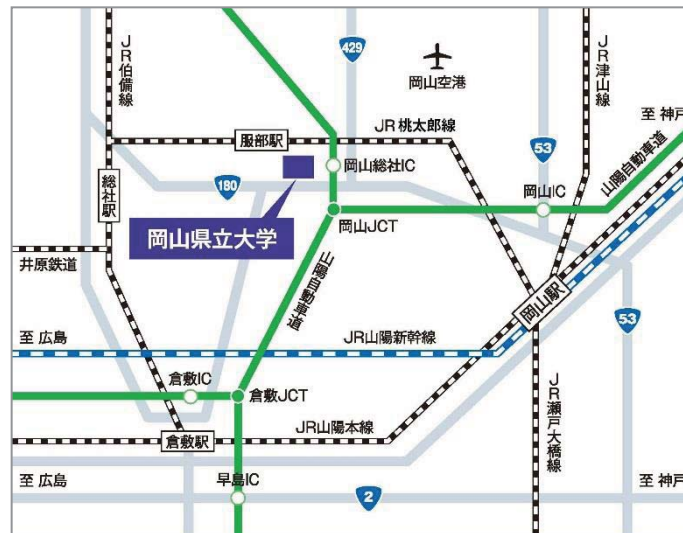 JR伯備線
429
岡山空港
JR津山線
至 神戸
JR桃太郎線
服部駅
岡山総社IC
53
山陽自動車道
180
総社駅
岡山IC
岡山県立大学
岡山JCT
井原鉄道
山陽自動車道
岡山駅
至 広島
JR山陽新幹線
53
倉敷IC
倉敷JCT
JR瀬戸大橋線
JR山陽本線
倉敷駅
至 広島
早島IC
2
至 神戸